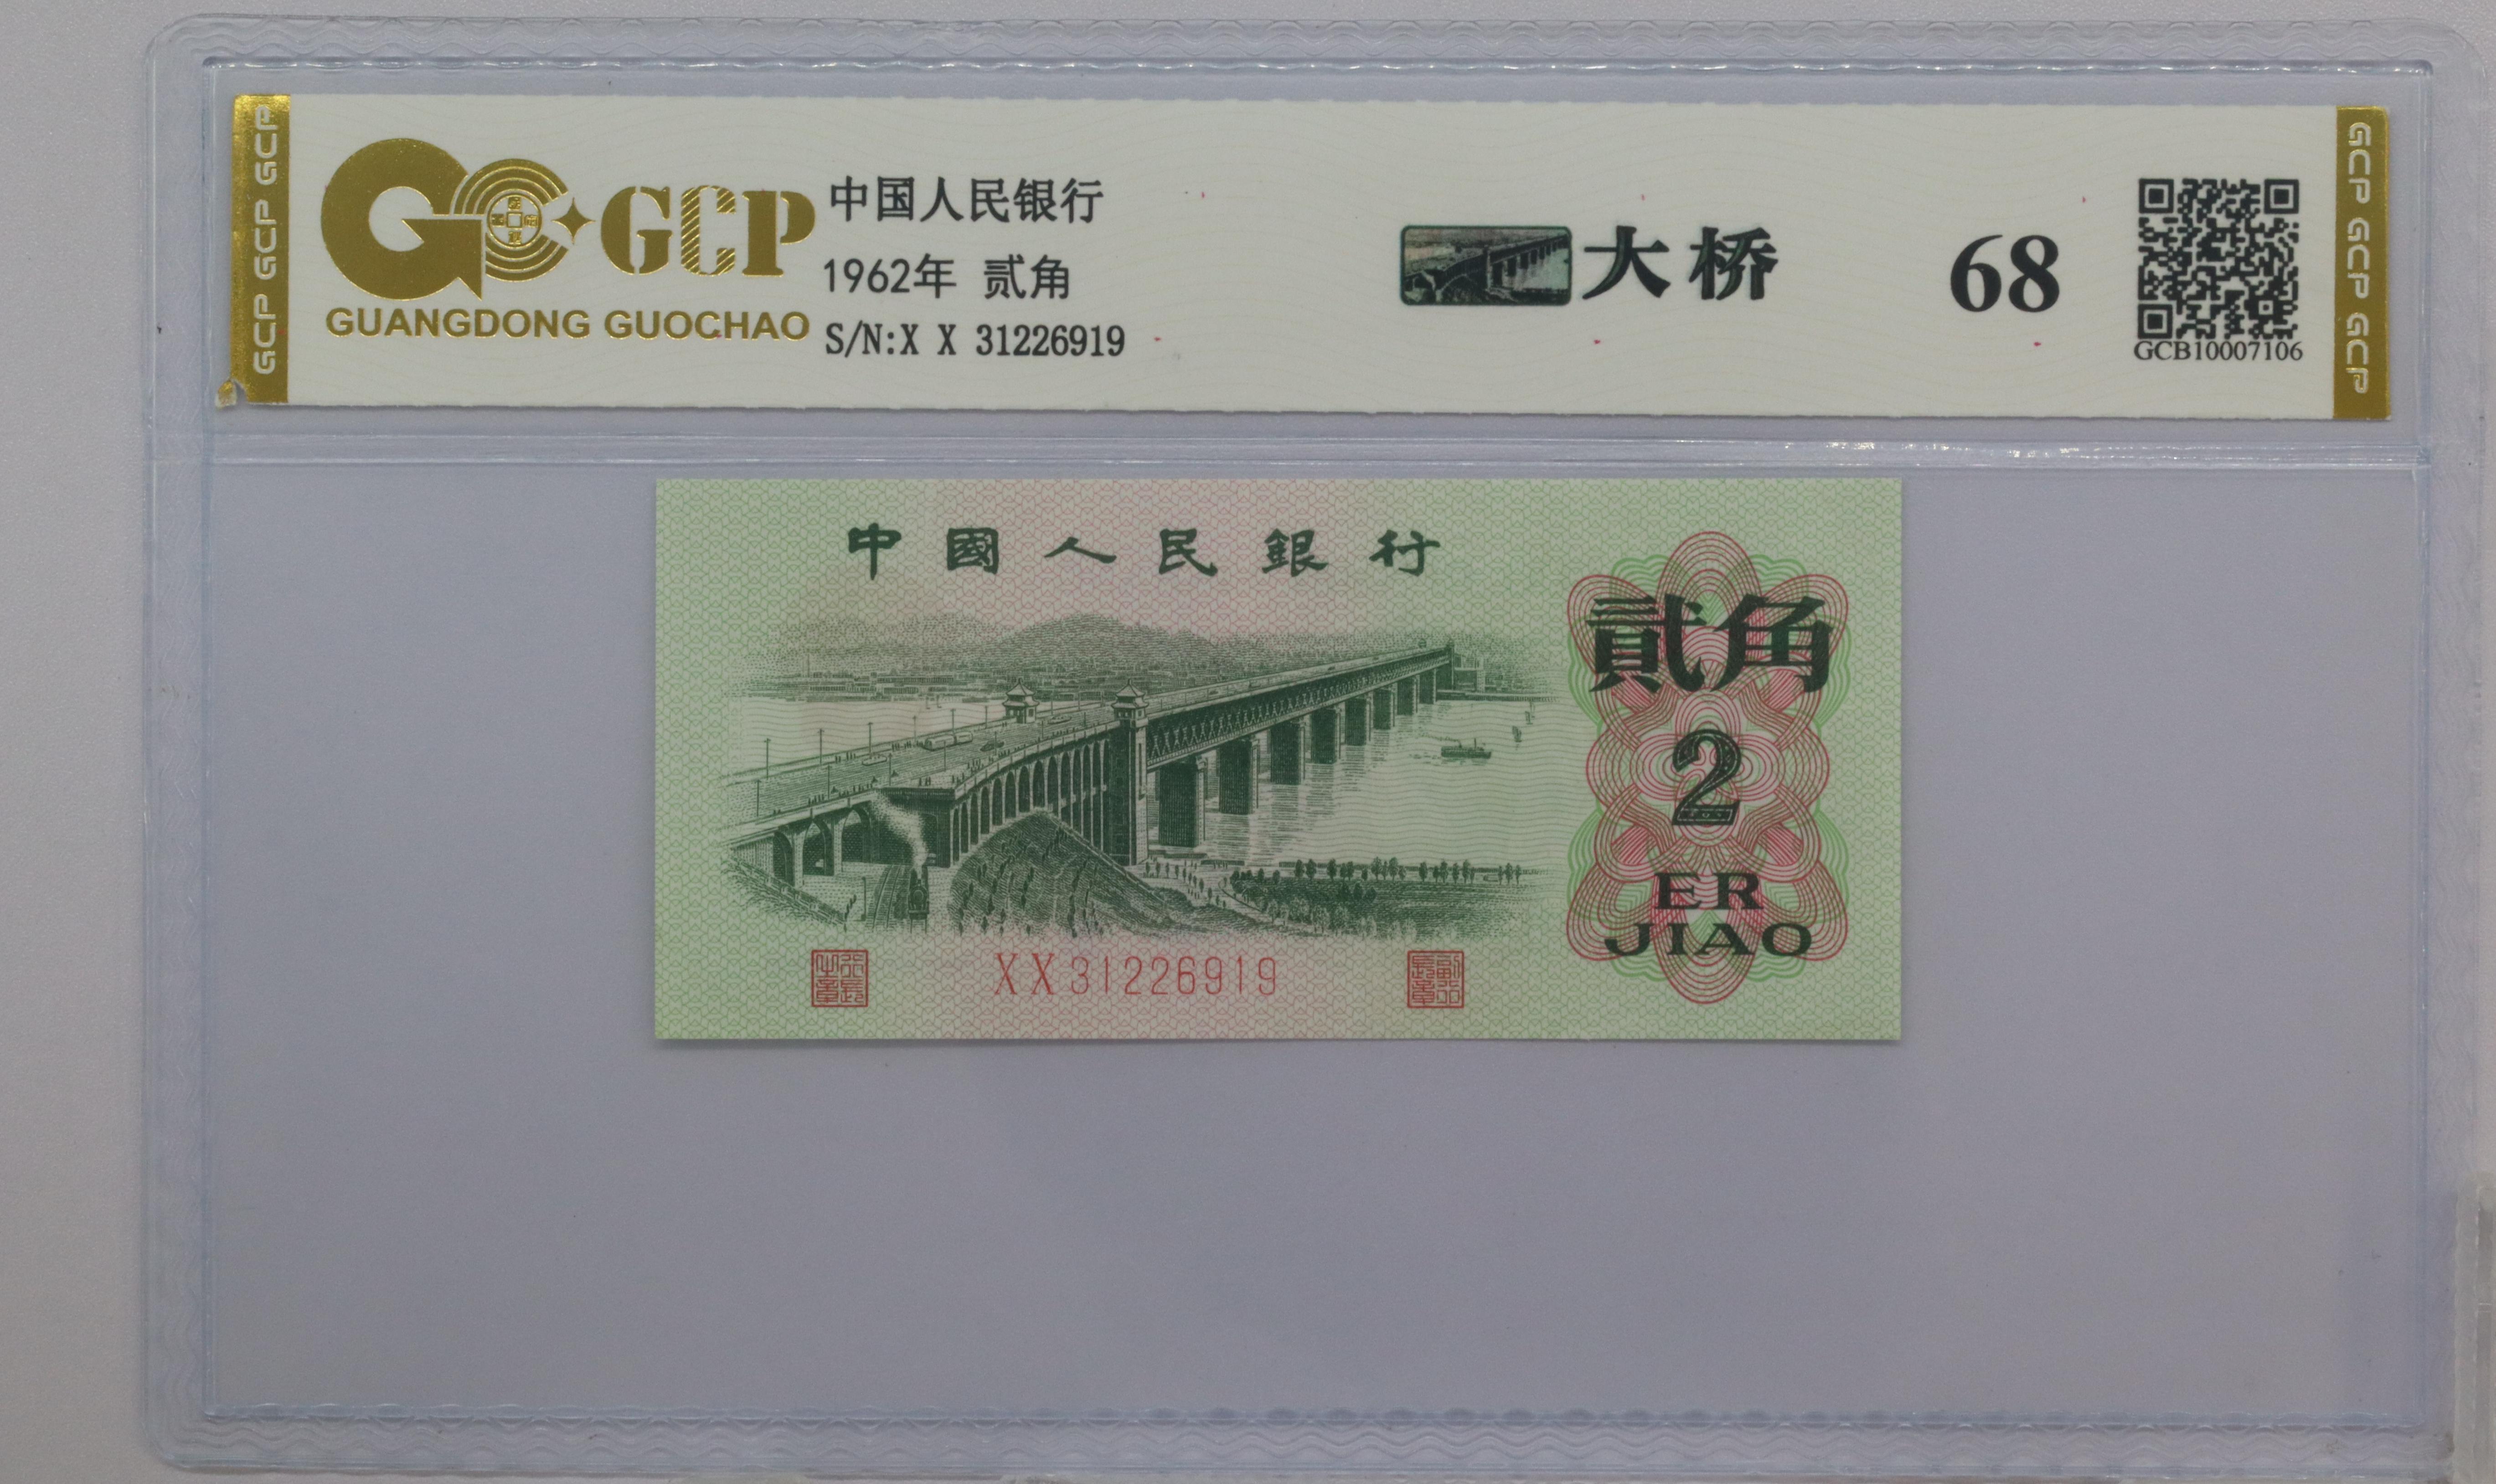 GCP GCP GCP
GCP
GUANGDONG GUOCHAO
中国人民银行
1962年 贰角
S/N:X X 31226919
大桥
68
GCB10007106
GCP GCP GCP
中國人民銀行
貳角
2
ER
JIAO
XX31226919